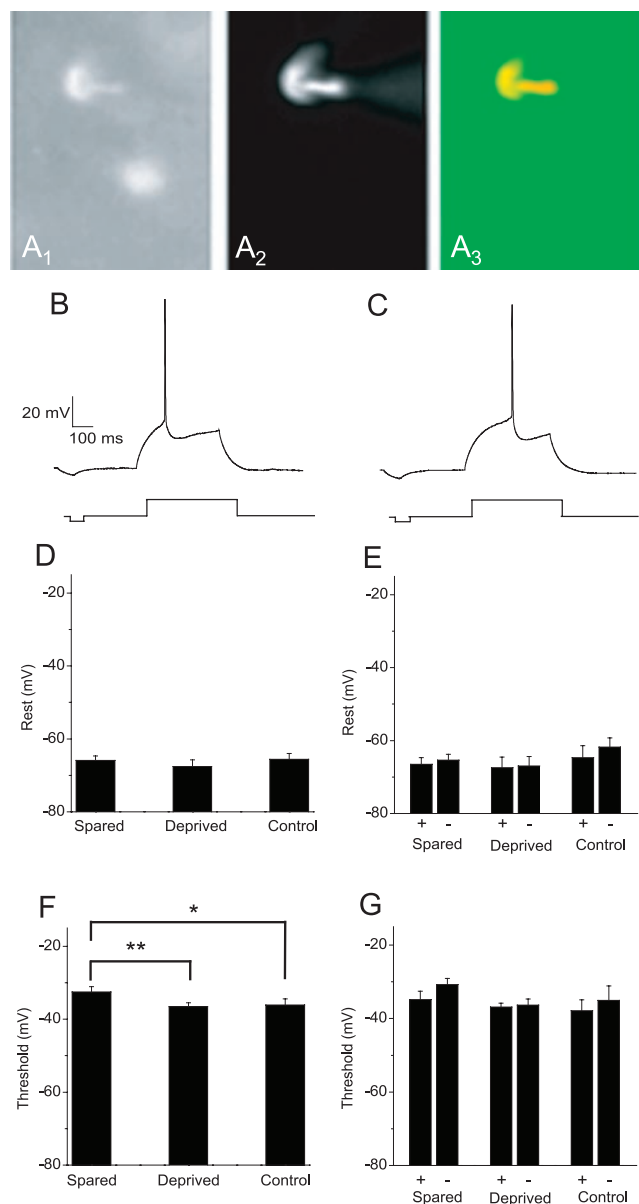 A1 A2 A3
B C
20 mV
100 ms
D
-20
-40
-60
-80
Rest (mV)
Spared Deprived Control
E
-20
-40
-60
-80
Rest (mV)
+ - + - + -
Spared Deprived Control
F
* 
**
-20
-40
-60
-80
Threshold (mV)
Spared Deprived Control
G
-20
-40
-60
-80
Threshold (mV)
+ - + - + -
Spared Deprived Control